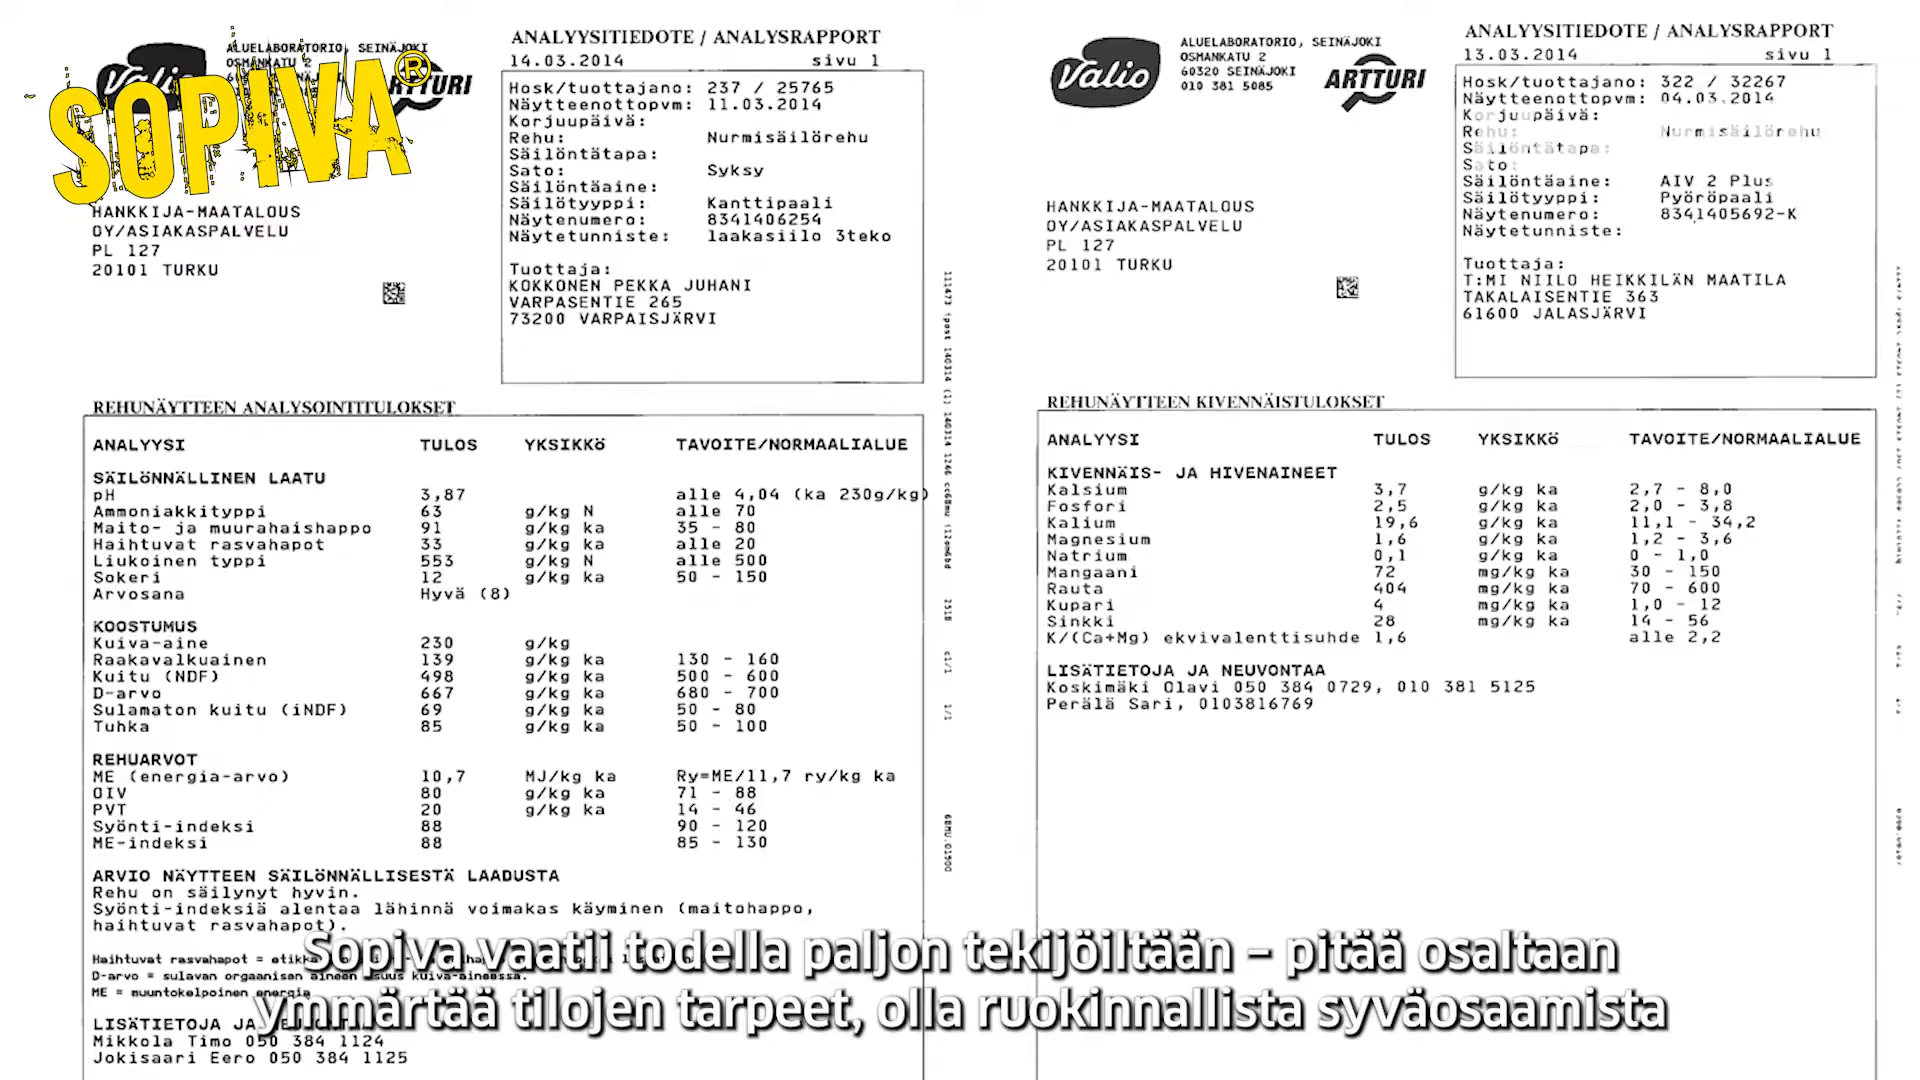 SOPIVA®
Valio
ALUELABORATORIO, SEINÄJOKI
OSMANKATU 2
ARTTURI
HANKKIJA-MAATALOUS
OY/ASIAKASPALVELU
PL 127
20101 TURKU
ANALYYSITIEDOTE / ANALYSRAPPORT
14.03.2014 sivu 1
Hosk/tuottajano: 237 / 25765
Näytteenottopvm: 11.03.2014
Korjuupäivä:
Rehu: Nurmisäilörehu
Säilöntätapa:
Sato: Syksy
Säilöntäaine:
Säilötyyppi: Kanttipaali
Näytenumero: 8341406254
Näytetunniste: laakasiilo 3teko
Tuottaja:
KOKKONEN PEKKA JUHANI
VARPASENTIE 265
73200 VARPAISJÄRVI
REHUNÄYTTEEN ANALYSOINTITULOKSET
ANALYYSI TULOS YKSIKKÖ TAVOITE/NORMAALIALUE
SÄILÖNNÄLLINEN LAATU
pH 3,87 alle 4,04 (ka 230g/kg)
Ammoniakkityppi 63 g/kg N alle 70
Maito- ja muurahaishappo 91 g/kg ka 35 - 80
Haihtuvat rasvahapot 33 g/kg ka alle 20
Liukoinen typpi 553 g/kg N alle 500
Sokeri 12 g/kg ka 50 - 150
Arvosana Hyvä (8)
KOOSTUMUS
Kuiva-aine 230 g/kg
Raakavalkuainen 139 g/kg ka 130 - 160
Kuitu (NDF) 498 g/kg ka 500 - 600
D-arvo 667 g/kg ka 680 - 700
Sulamaton kuitu (iNDF) 69 g/kg ka 50 - 80
Tuhka 85 g/kg ka 50 - 100
REHUARVOT
ME (energia-arvo) 10,7 MJ/kg ka Ry=ME/11,7 ry/kg ka
OIV 80 g/kg ka 71 - 88
PVT 20 g/kg ka 14 - 46
Syönti-indeksi 88 90 - 120
ME-indeksi 88 85 - 130
ARVIO NÄYTTEEN SÄILÖNNÄLLISESTÄ LAADUSTA
Rehu on säilynyt hyvin.
Syönti-indeksiä alentaa lähinnä voimakas käyminen (maitohappo,
haihtuvat rasvahapot).
Haihtuvat rasvahapot =
D-arvo = sulavan orgaanisen aineen osuus kuiva-aineessa.
ME = muuntokelpoinen energia
LISÄTIETOJA JA NEUVONTAA
Mikkola Timo 050 384 1124
Jokisaari Eero 050 384 1125
Valio
ALUELABORATORIO, SEINÄJOKI
OSMANKATU 2
60320 SEINÄJOKI
010 381 5085
ARTTURI
HANKKIJA-MAATALOUS
OY/ASIAKASPALVELU
PL 127
20101 TURKU
ANALYYSITIEDOTE / ANALYSRAPPORT
13.03.2014 sivu 1
Hosk/tuottajano: 322 / 32267
Näytteenottopvm: 04.03.2014
Korjuupäivä:
Rehu: Nurmisäilörehu
Säilöntätapa:
Sato:
Säilöntäaine: AIV 2 Plus
Säilötyyppi: Pyöröpaali
Näytenumero: 8341405692-K
Näytetunniste:
Tuottaja:
T:MI NIILO HEIKKILÄN MAATILA
TAKALAISENTIE 363
61600 JALASJÄRVI
REHUNÄYTTEEN KIVENNÄISTULOKSET
ANALYYSI TULOS YKSIKKÖ TAVOITE/NORMAALIALUE
KIVENNÄIS- JA HIVENAINEET
Kalsium 3,7 g/kg ka 2,7 - 8,0
Fosfori 2,5 g/kg ka 2,0 - 3,8
Kalium 19,6 g/kg ka 11,1 - 34,2
Magnesium 1,6 g/kg ka 1,2 - 3,6
Natrium 0,1 g/kg ka 0 - 1,0
Mangaani 72 mg/kg ka 30 - 150
Rauta 404 mg/kg ka 70 - 600
Kupari 4 mg/kg ka 1,0 - 12
Sinkki 28 mg/kg ka 14 - 56
K/(Ca+Mg) ekvivalenttisuhde 1,6 alle 2,2
LISÄTIETOJA JA NEUVONTAA
Koskimäki Olavi 050 384 0729, 010 381 5125
Perälä Sari, 0103816769
Sopiva vaatii todella paljon tekijöiltään – pitää osaltaan
ymmärtää tilojen tarpeet, olla ruokinnallista syväosaamista